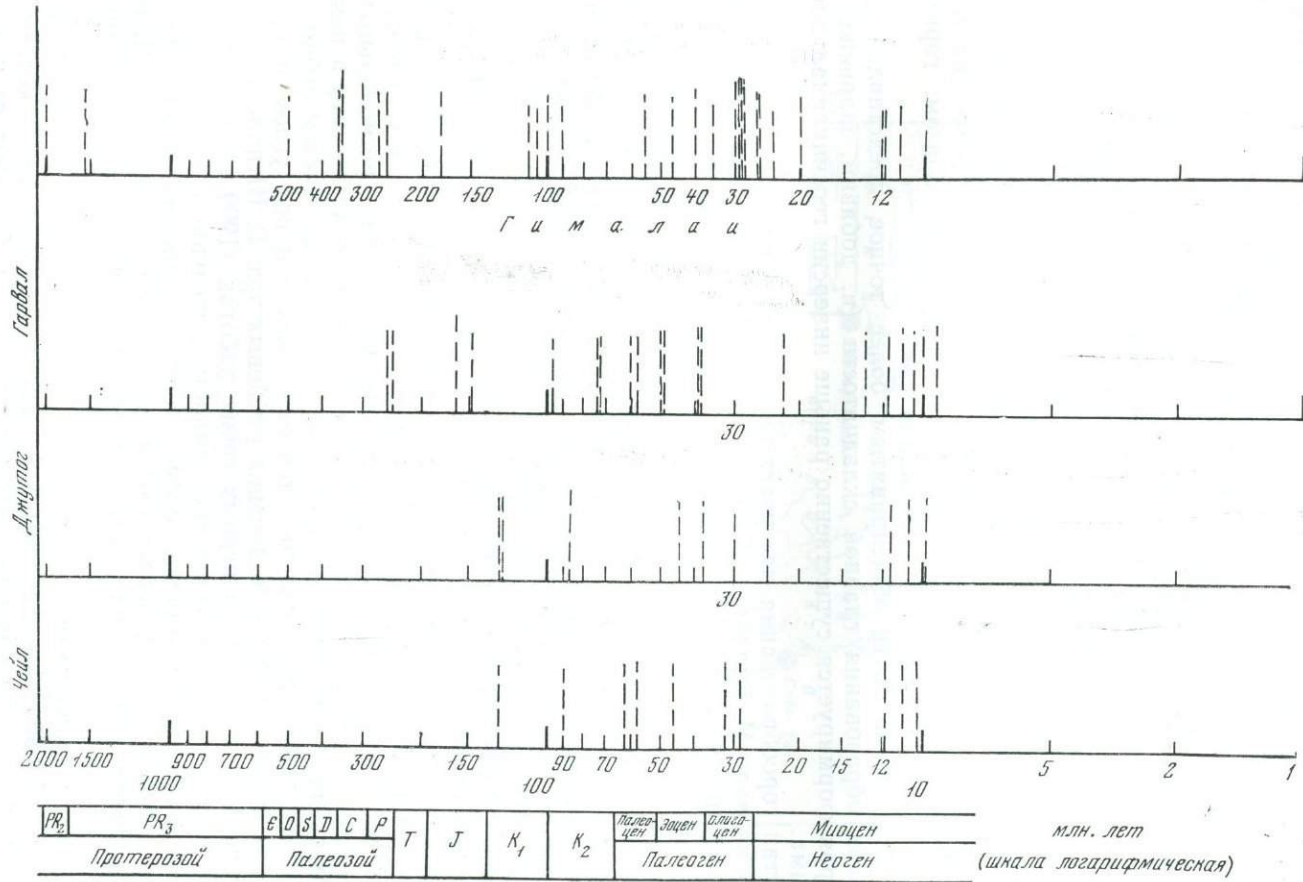 500 400 300 200 150 100 50 40 30 20 12
Гималаи
Гарвал
30
Джутог
30
Чейл
2000 1500 900 700 500 300 150 90 70 50 30 20 15 12 5 2 1
1000 100 10
PR₂ PR₃ Є O S D C P T J K₁ K₂ Палео-цен Эоцен Олиго-цен Миоцен млн. лет
Протерозой Палеозой Палеоген Неоген (шкала логарифмическая)